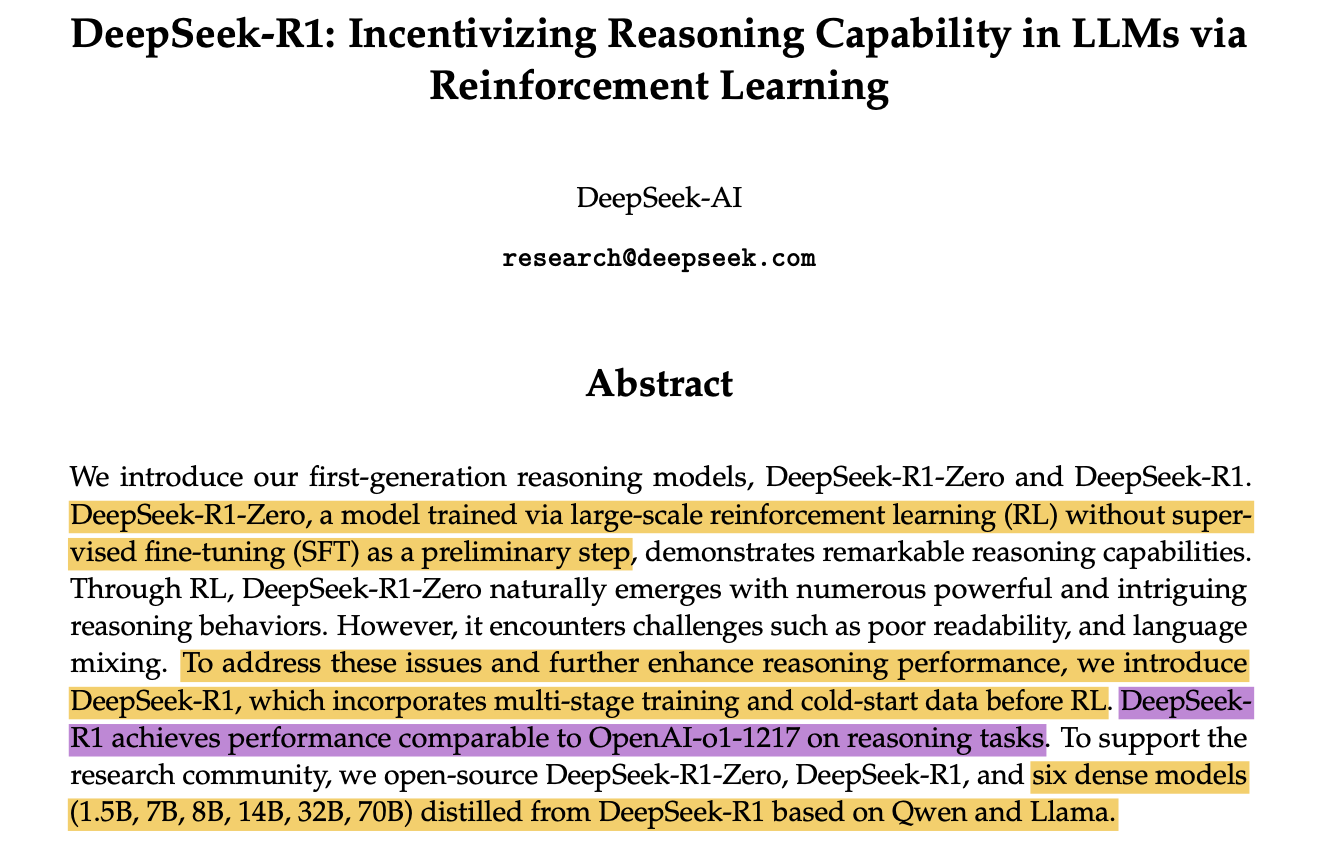 DeepSeek-R1: Incentivizing Reasoning Capability in LLMs via
Reinforcement Learning
DeepSeek-AI
research@deepseek.com
Abstract
We introduce our first-generation reasoning models, DeepSeek-R1-Zero and DeepSeek-R1.
DeepSeek-R1-Zero, a model trained via large-scale reinforcement learning (RL) without super-
vised fine-tuning (SFT) as a preliminary step, demonstrates remarkable reasoning capabilities.
Through RL, DeepSeek-R1-Zero naturally emerges with numerous powerful and intriguing
reasoning behaviors. However, it encounters challenges such as poor readability, and language
mixing. To address these issues and further enhance reasoning performance, we introduce
DeepSeek-R1, which incorporates multi-stage training and cold-start data before RL. DeepSeek-
R1 achieves performance comparable to OpenAI-o1-1217 on reasoning tasks. To support the
research community, we open-source DeepSeek-R1-Zero, DeepSeek-R1, and six dense models
(1.5B, 7B, 8B, 14B, 32B, 70B) distilled from DeepSeek-R1 based on Qwen and Llama.